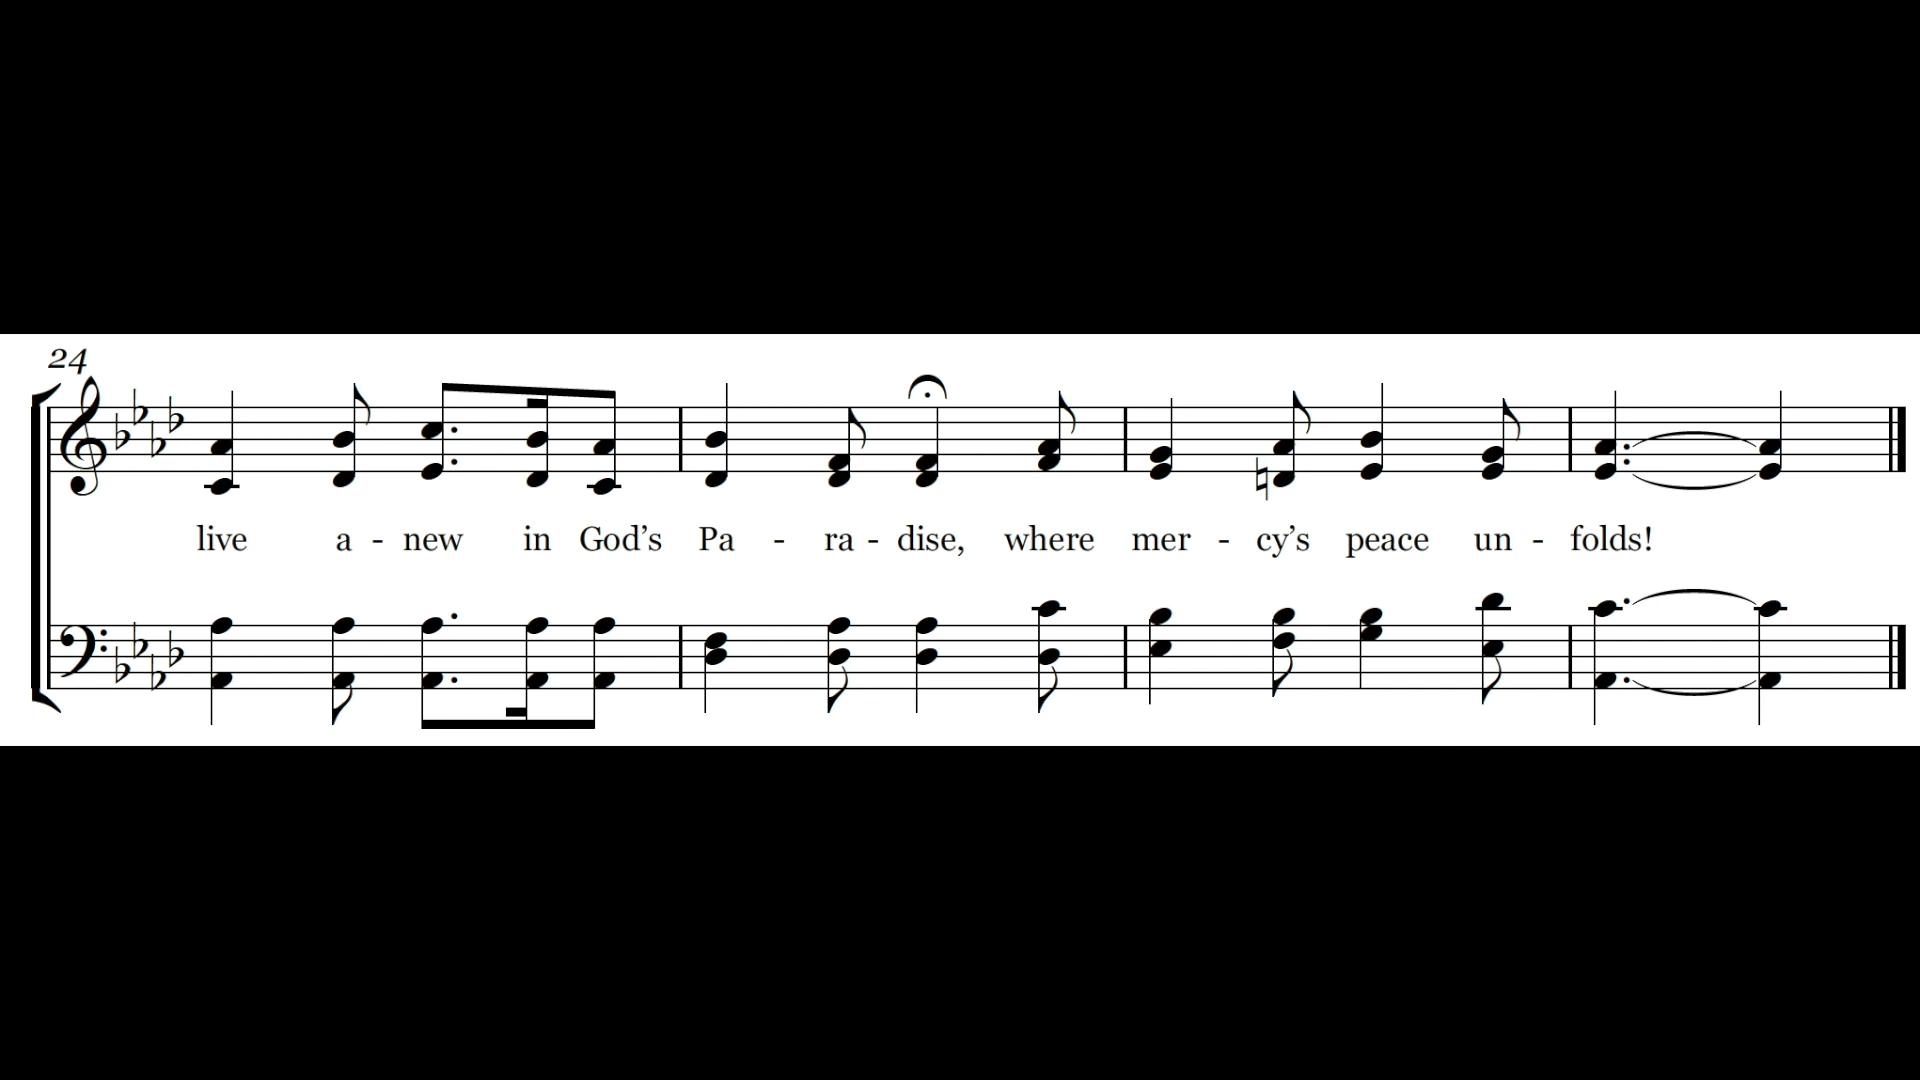 24
live a - new in God’s Pa - ra - dise, where mer - cy’s peace un - folds!